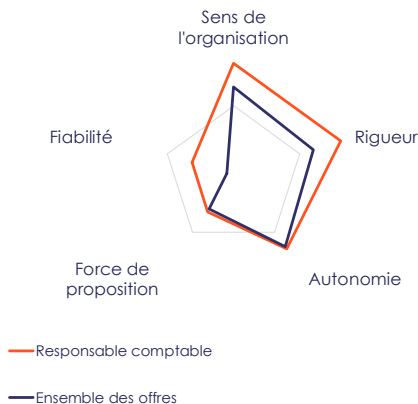 Sens de
l'organisation
Fiabilité
Rigueur
Force de
proposition
Autonomie
Responsable comptable
Ensemble des offres